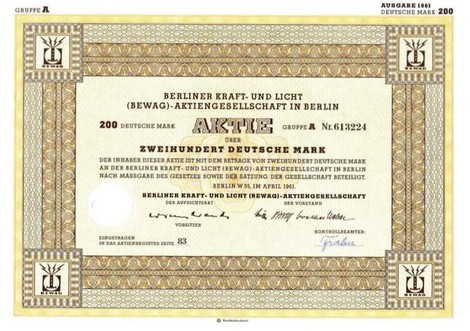 GRUPPE A
AUSGABE 1961
DEUTSCHE MARK 200
BEWAG
BEWAG
BERLINER KRAFT- UND LICHT
(BEWAG)-AKTIENGESELLSCHAFT IN BERLIN
200 DEUTSCHE MARK AKTIE GRUPPE A Nr. 613224
ÜBER
ZWEIHUNDERT DEUTSCHE MARK
DER INHABER DIESER AKTIE IST MIT DEM BETRAGE VON ZWEIHUNDERT DEUTSCHE MARK
AN DER BERLINER KRAFT- UND LICHT (BEWAG)-AKTIENGESELLSCHAFT IN BERLIN
NACH MASSGABE DES GESETZES SOWIE DER SATZUNG DER GESELLSCHAFT BETEILIGT.
BERLIN W 35, IM APRIL 1961.
BERLINER KRAFT- UND LICHT (BEWAG)-AKTIENGESELLSCHAFT
DER AUFSICHTSRAT DER VORSTAND
VORSITZER
EINGETRAGEN
IN DAS AKTIENREGISTER SEITE 83
KONTROLLBEAMTER:
BEWAG
BEWAG